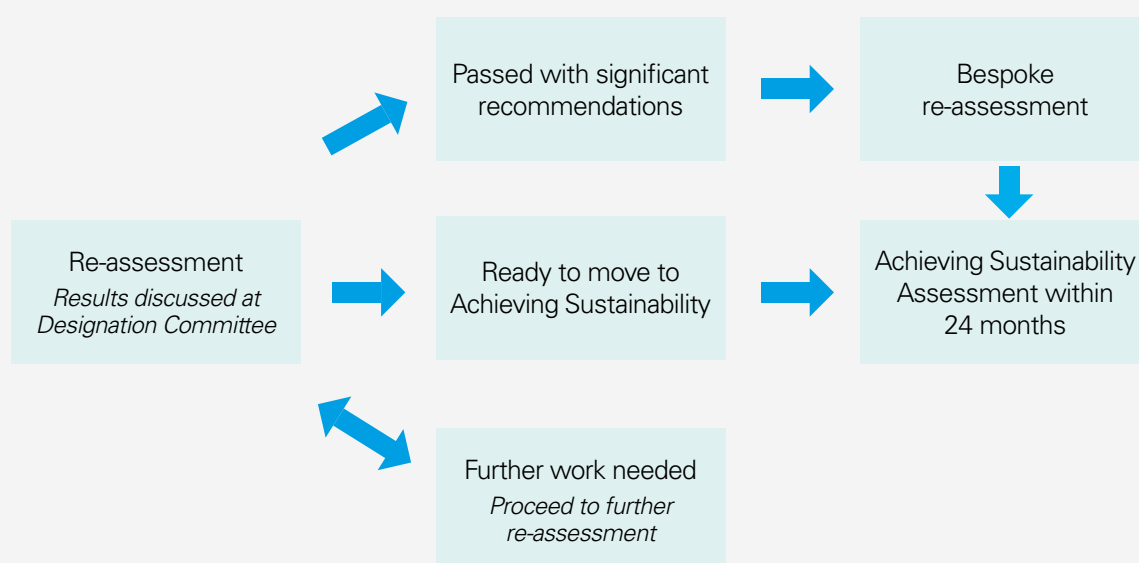 Passed with significant
recommendations
Bespoke
re-assessment
Re-assessment
Results discussed at
Designation Committee
Ready to move to
Achieving Sustainability
Achieving Sustainability
Assessment within
24 months
Further work needed
Proceed to further
re-assessment